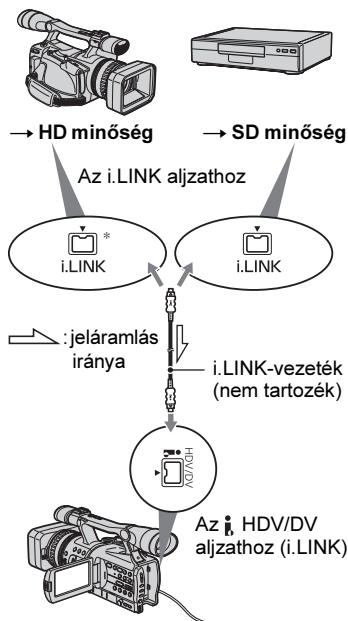 → HD minőség
→ SD minőség
Az i.LINK aljzathoz
*
i.LINK
i.LINK
: jeláramlás
iránya
i.LINK-vezeték
(nem tartozék)
HDV/DV
Az i HDV/DV
aljzathoz (i.LINK)